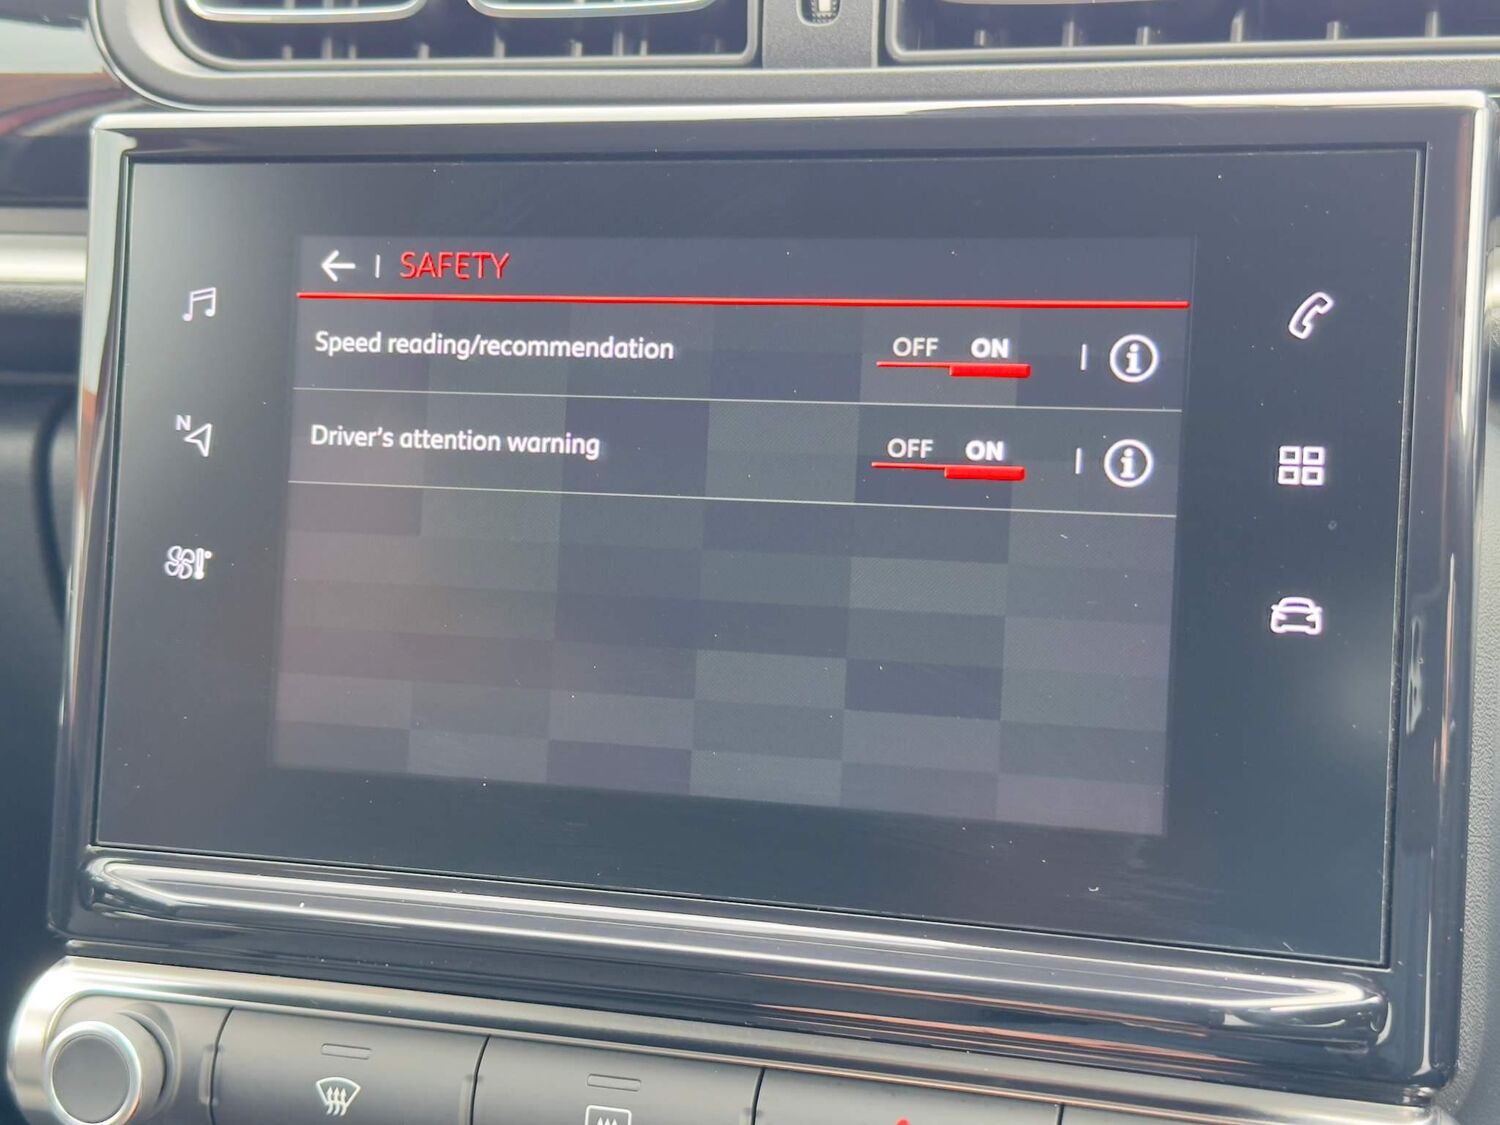 SAFETY
Speed reading/recommendation OFF ON
Driver's attention warning OFF ON
N